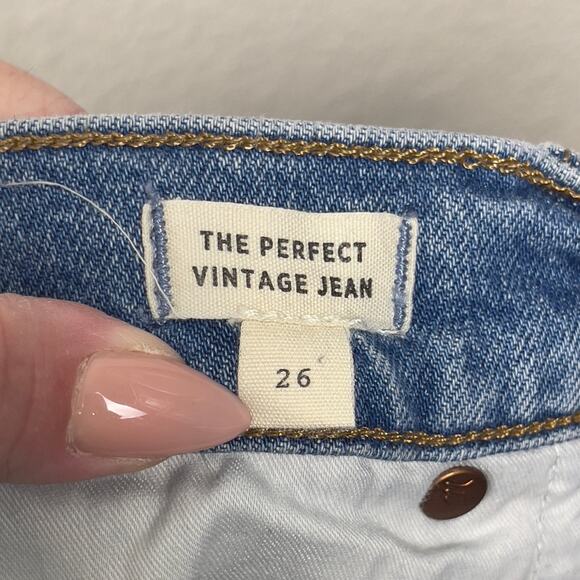 THE PERFECT
VINTAGE JEAN
26